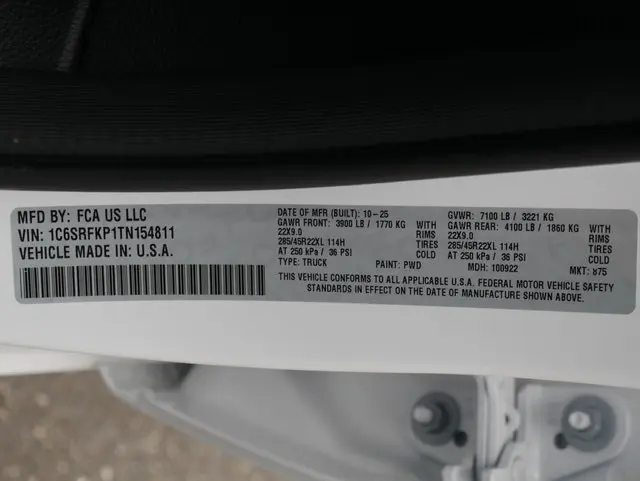 MFD BY: FCA US LLC
VIN: 1C6SRFKP1TN154811
VEHICLE MADE IN U.S.A.
DATE OF MFR (BUILT): 10-25
GAWR FRONT: 3900 LB / 1770 KG WITH
22X9.0 RIMS
285/45R22XL 114H TIRES
AT 250 kPa / 36 PSI COLD
TYPE: TRUCK PAINT: PWD
GVWR: 7100 LB / 3221 KG
GAWR REAR: 4100 LB / 1860 KG WITH
22X9.0 RIMS
285/45R22XL 114H TIRES
AT 250 kPa / 36 PSI COLD
MDH: 100922 MKT: 875
THIS VEHICLE CONFORMS TO ALL APPLICABLE U.S.A. FEDERAL MOTOR VEHICLE SAFETY
STANDARDS IN EFFECT ON THE DATE OF MANUFACTURE SHOWN ABOVE.